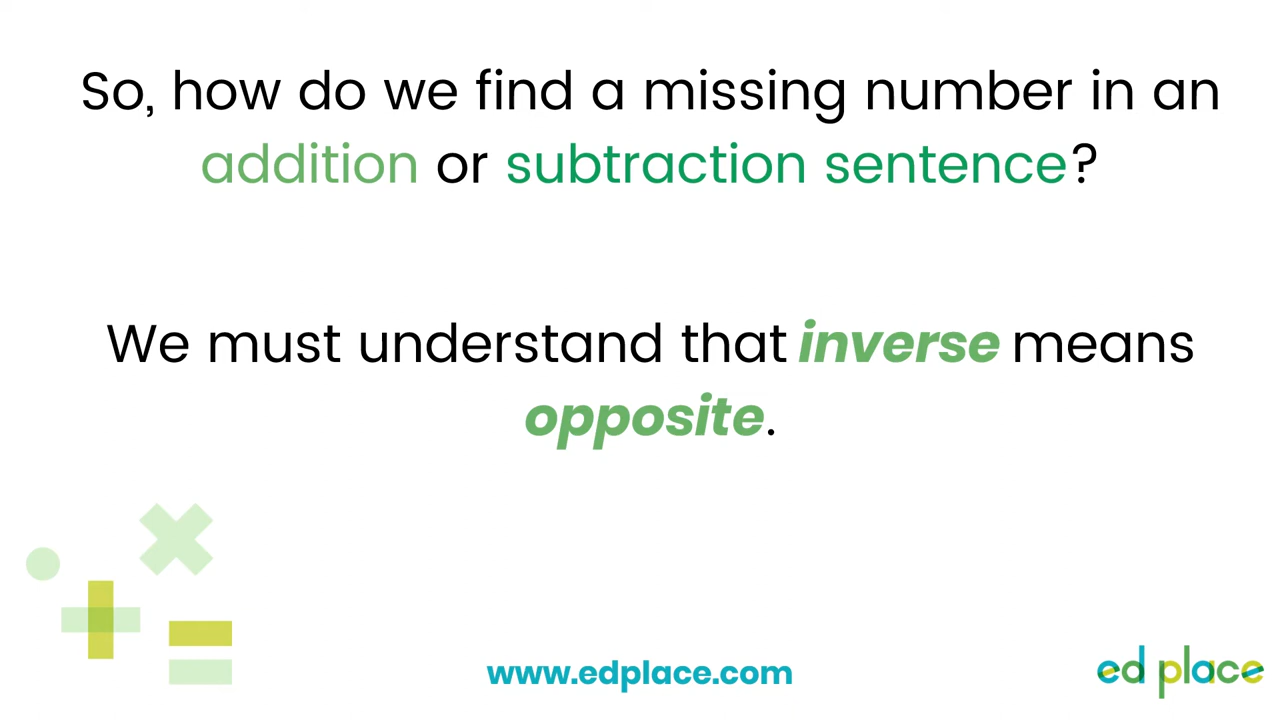 So, how do we find a missing number in an
addition or subtraction sentence?
We must understand that inverse means
opposite.
www.edplace.com
ed place